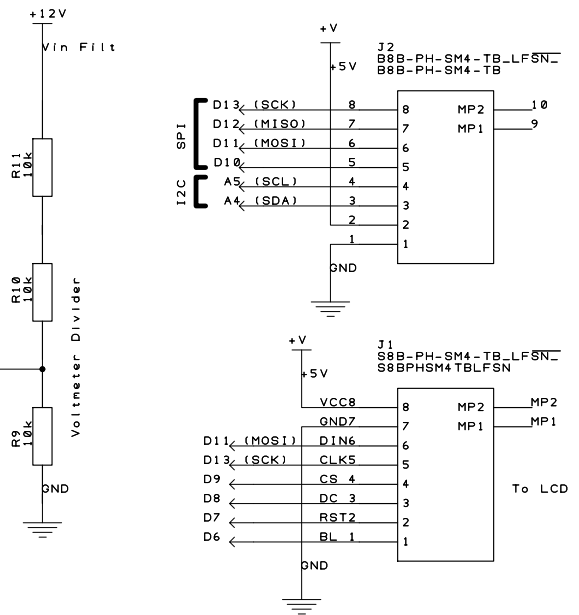 +12V
Vin Filt
R11
10k
R10
10k
Voltmeter Divider
R9
10k
GND
+V
+5V
J2
B8B-PH-SM4-TB_LFSN_
B8B-PH-SM4-TB
SPI
D13 (SCK) 8 8 MP2 10
D12 (MISO) 7 7 MP1 9
D11 (MOSI) 6 6
D10 5 5
I2C
A5 (SCL) 4 4
A4 (SDA) 3 3
2 2
1 1
GND
+V
+5V
J1
S8B-PH-SM4-TB_LFSN_
S8BPHSM4TBLFSN
VCC8 8 MP2 MP2
GND7 7 MP1 MP1
D11 (MOSI) DIN6 6
D13 (SCK) CLK5 5
D9 CS 4 4
D8 DC 3 3
D7 RST2 2
D6 BL 1 1
To LCD
GND